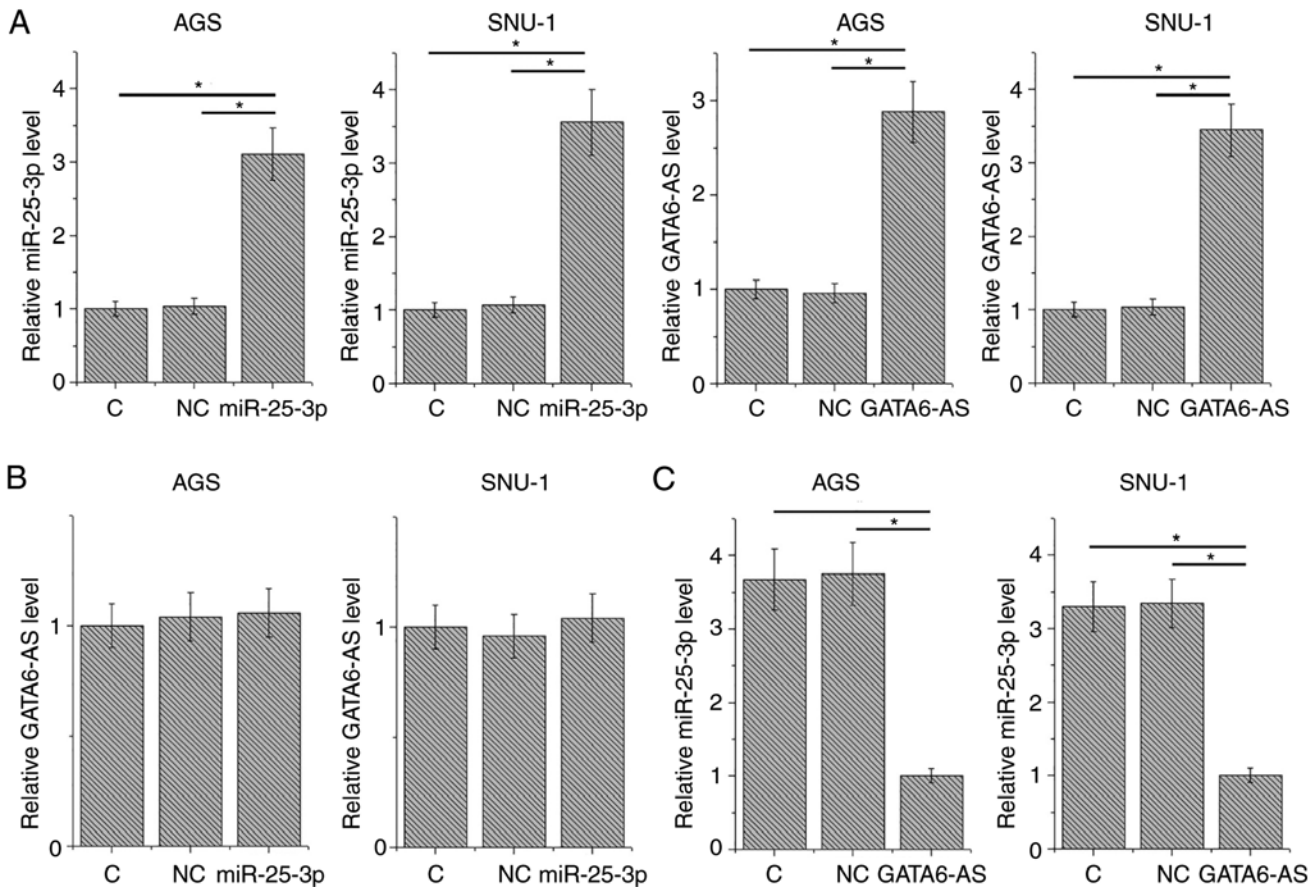 A
AGS
Relative miR-25-3p level
4
3
2
1
0
*
*
C NC miR-25-3p
SNU-1
Relative miR-25-3p level
4
3
2
1
0
*
*
C NC miR-25-3p
AGS
Relative GATA6-AS level
3
2
1
0
*
*
C NC GATA6-AS
SNU-1
Relative GATA6-AS level
4
3
2
1
0
*
*
C NC GATA6-AS
B
AGS
Relative GATA6-AS level
1
0
C NC miR-25-3p
SNU-1
Relative GATA6-AS level
1
0
C NC miR-25-3p
C
AGS
Relative miR-25-3p level
4
3
2
1
0
*
C NC GATA6-AS
SNU-1
Relative miR-25-3p level
4
3
2
1
0
*
*
C NC GATA6-AS